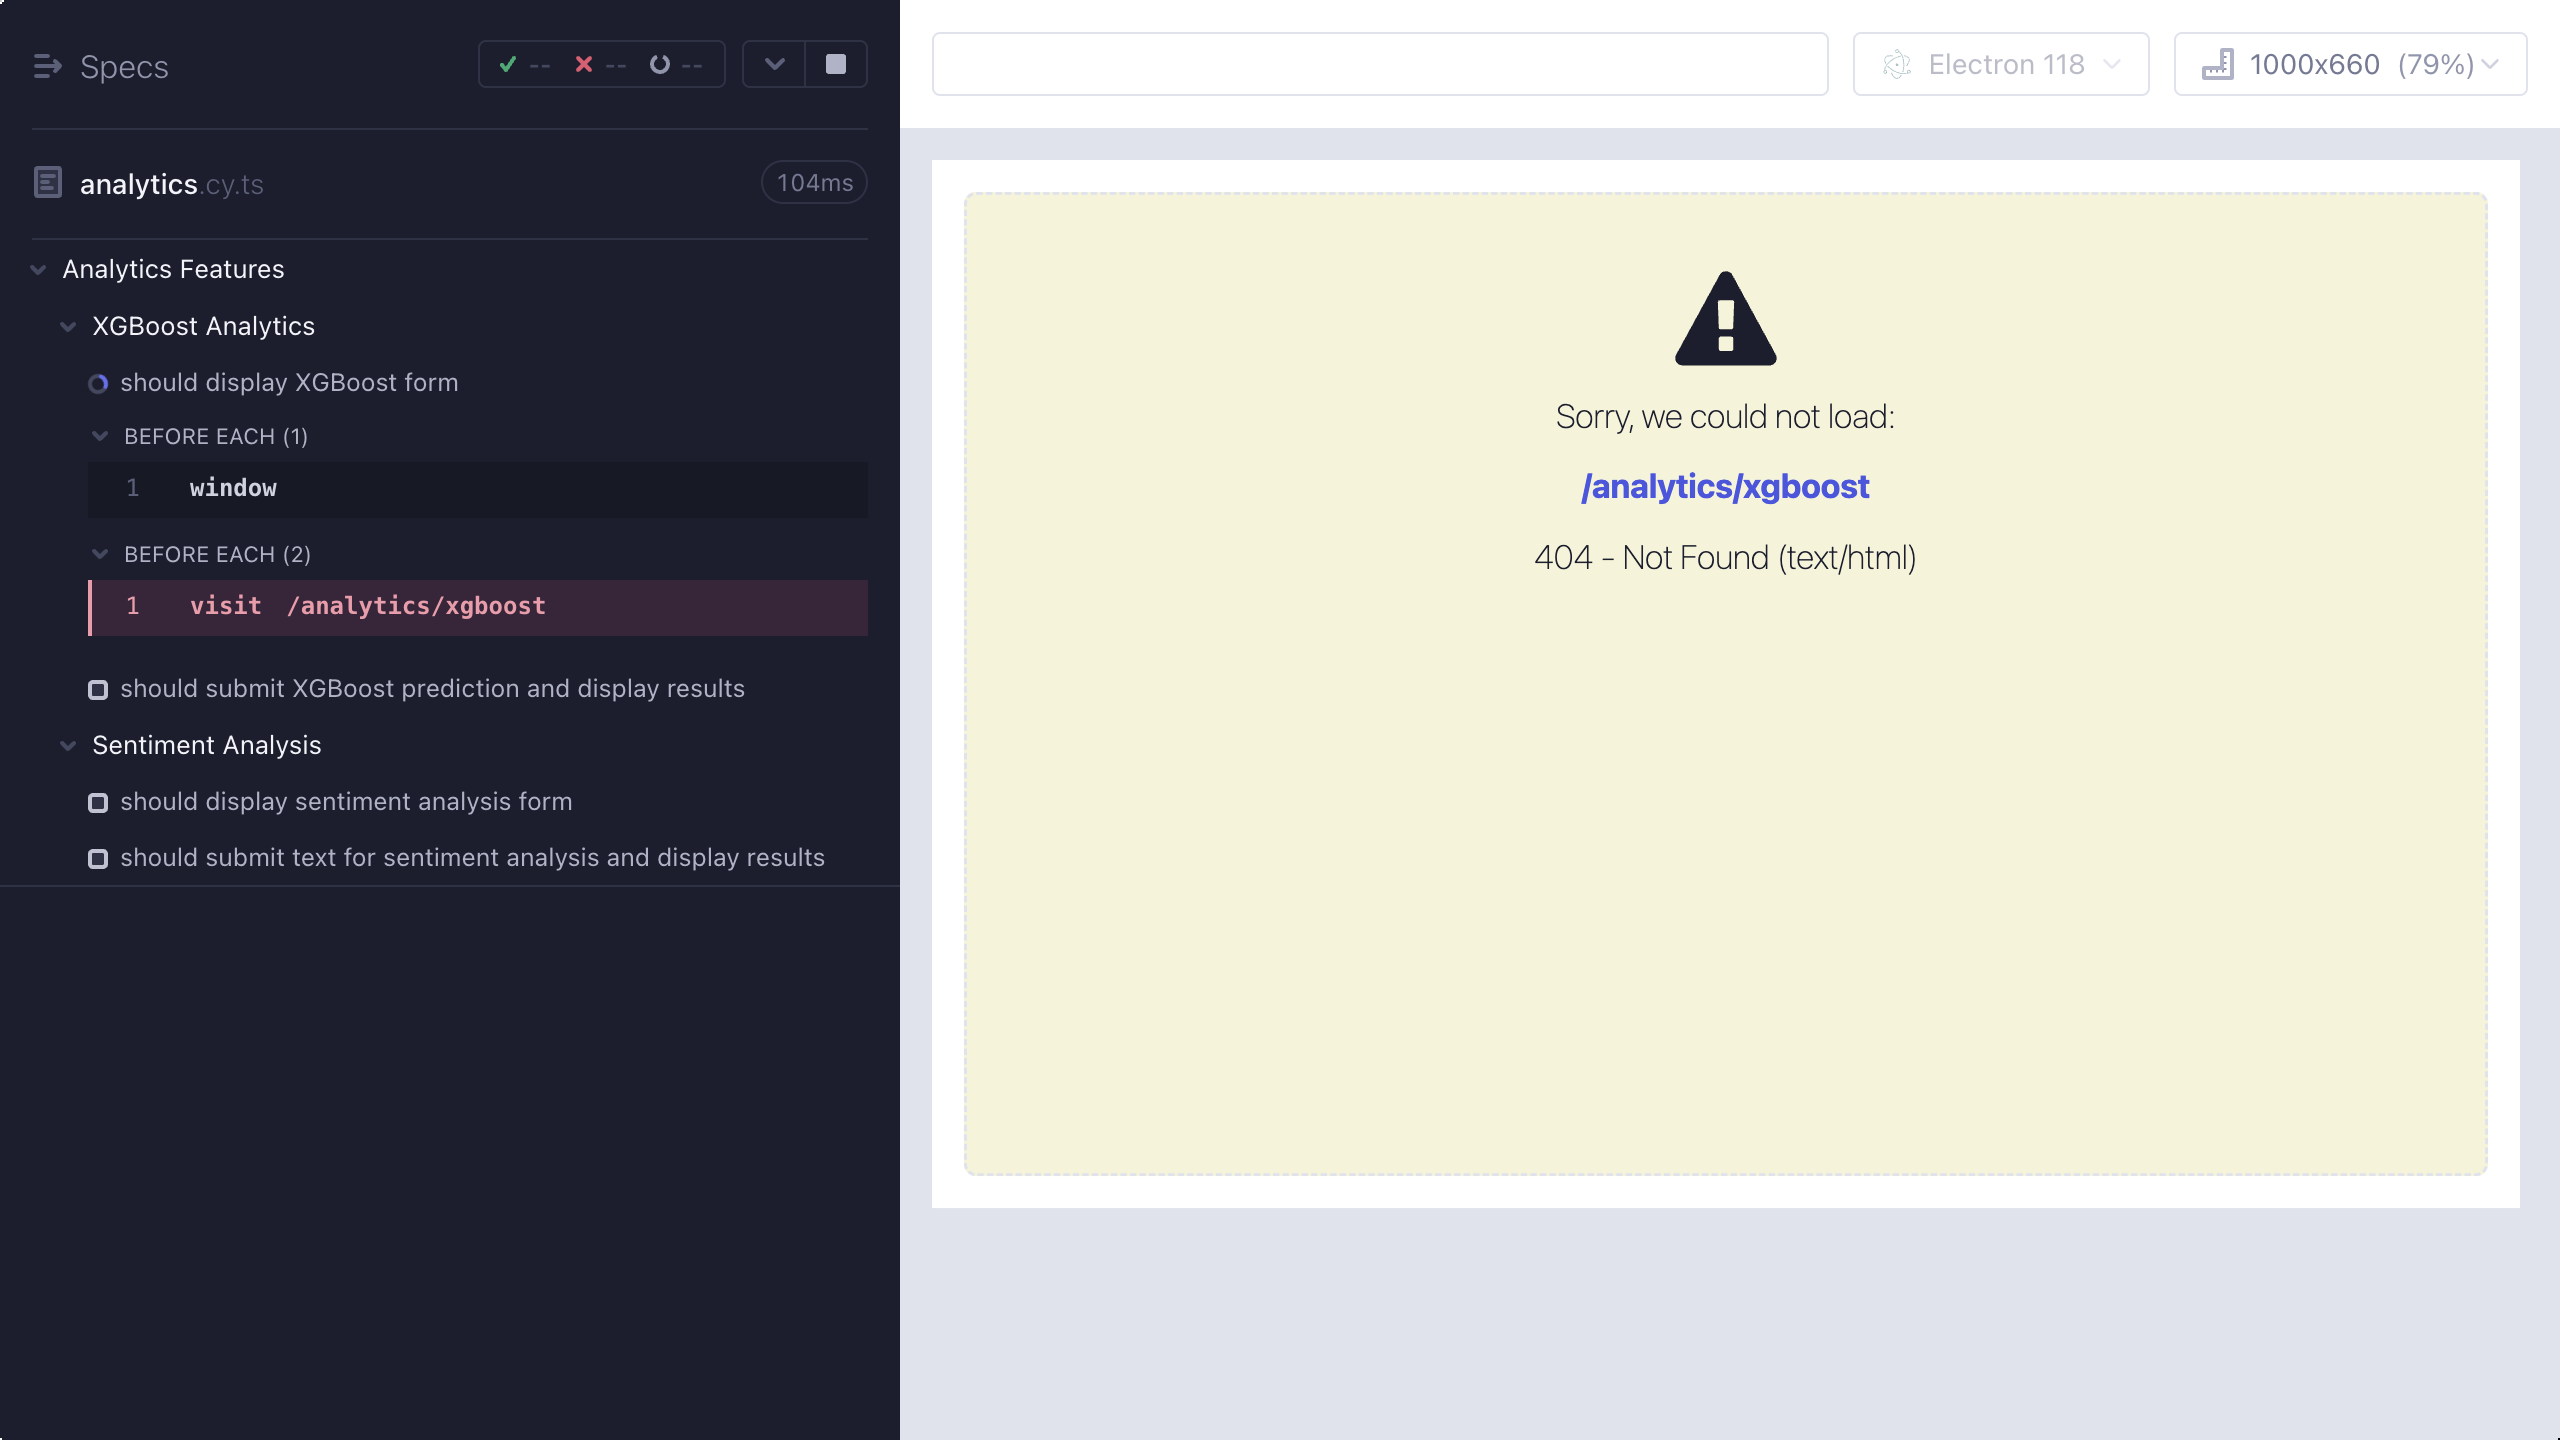 Specs
-- -- --
analytics.cy.ts
104ms
Analytics Features
XGBoost Analytics
should display XGBoost form
BEFORE EACH (1)
1 window
BEFORE EACH (2)
1 visit /analytics/xgboost
should submit XGBoost prediction and display results
Sentiment Analysis
should display sentiment analysis form
should submit text for sentiment analysis and display results
Electron 118
1000x660 (79%)
Sorry, we could not load:
/analytics/xgboost
404 - Not Found (text/html)